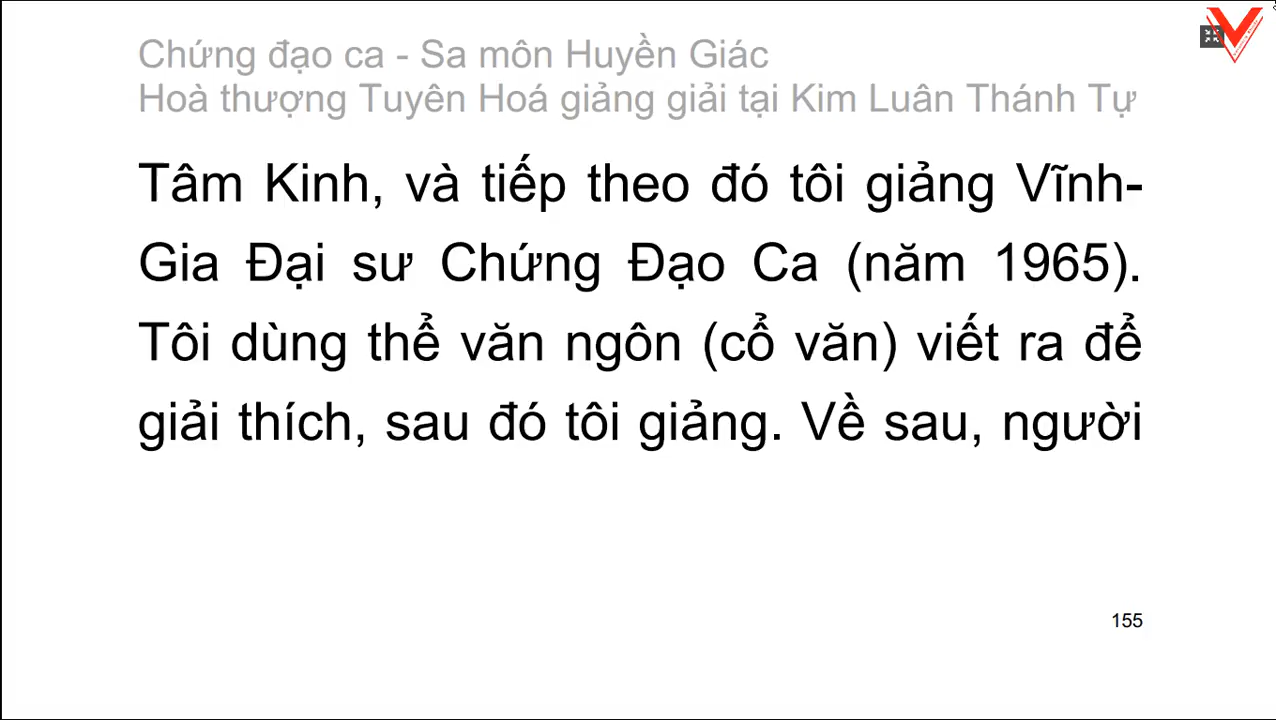 Chứng đạo ca - Sa môn Huyền Giác
Hoà thượng Tuyên Hoá giảng giải tại Kim Luân Thánh Tự
Tâm Kinh, và tiếp theo đó tôi giảng Vĩnh-
Gia Đại sư Chứng Đạo Ca (năm 1965).
Tôi dùng thể văn ngôn (cổ văn) viết ra để
giải thích, sau đó tôi giảng. Về sau, người
155